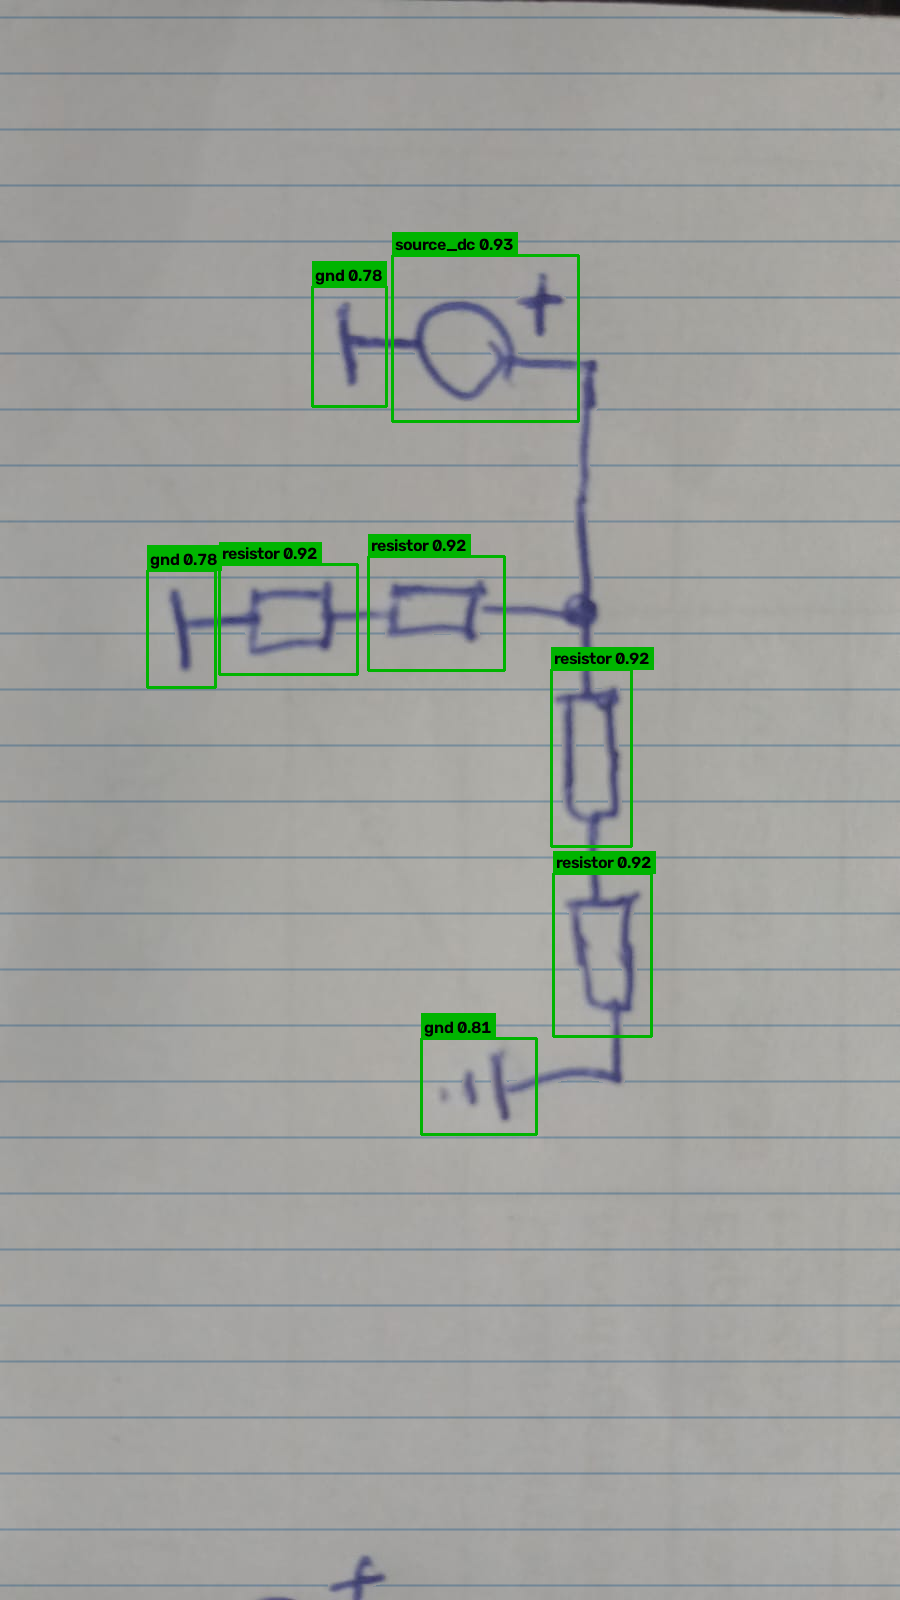 source_dc 0.93
gnd 0.78
+
resistor 0.92
resistor 0.92
gnd 0.78
resistor 0.92
resistor 0.92
gnd 0.81
+